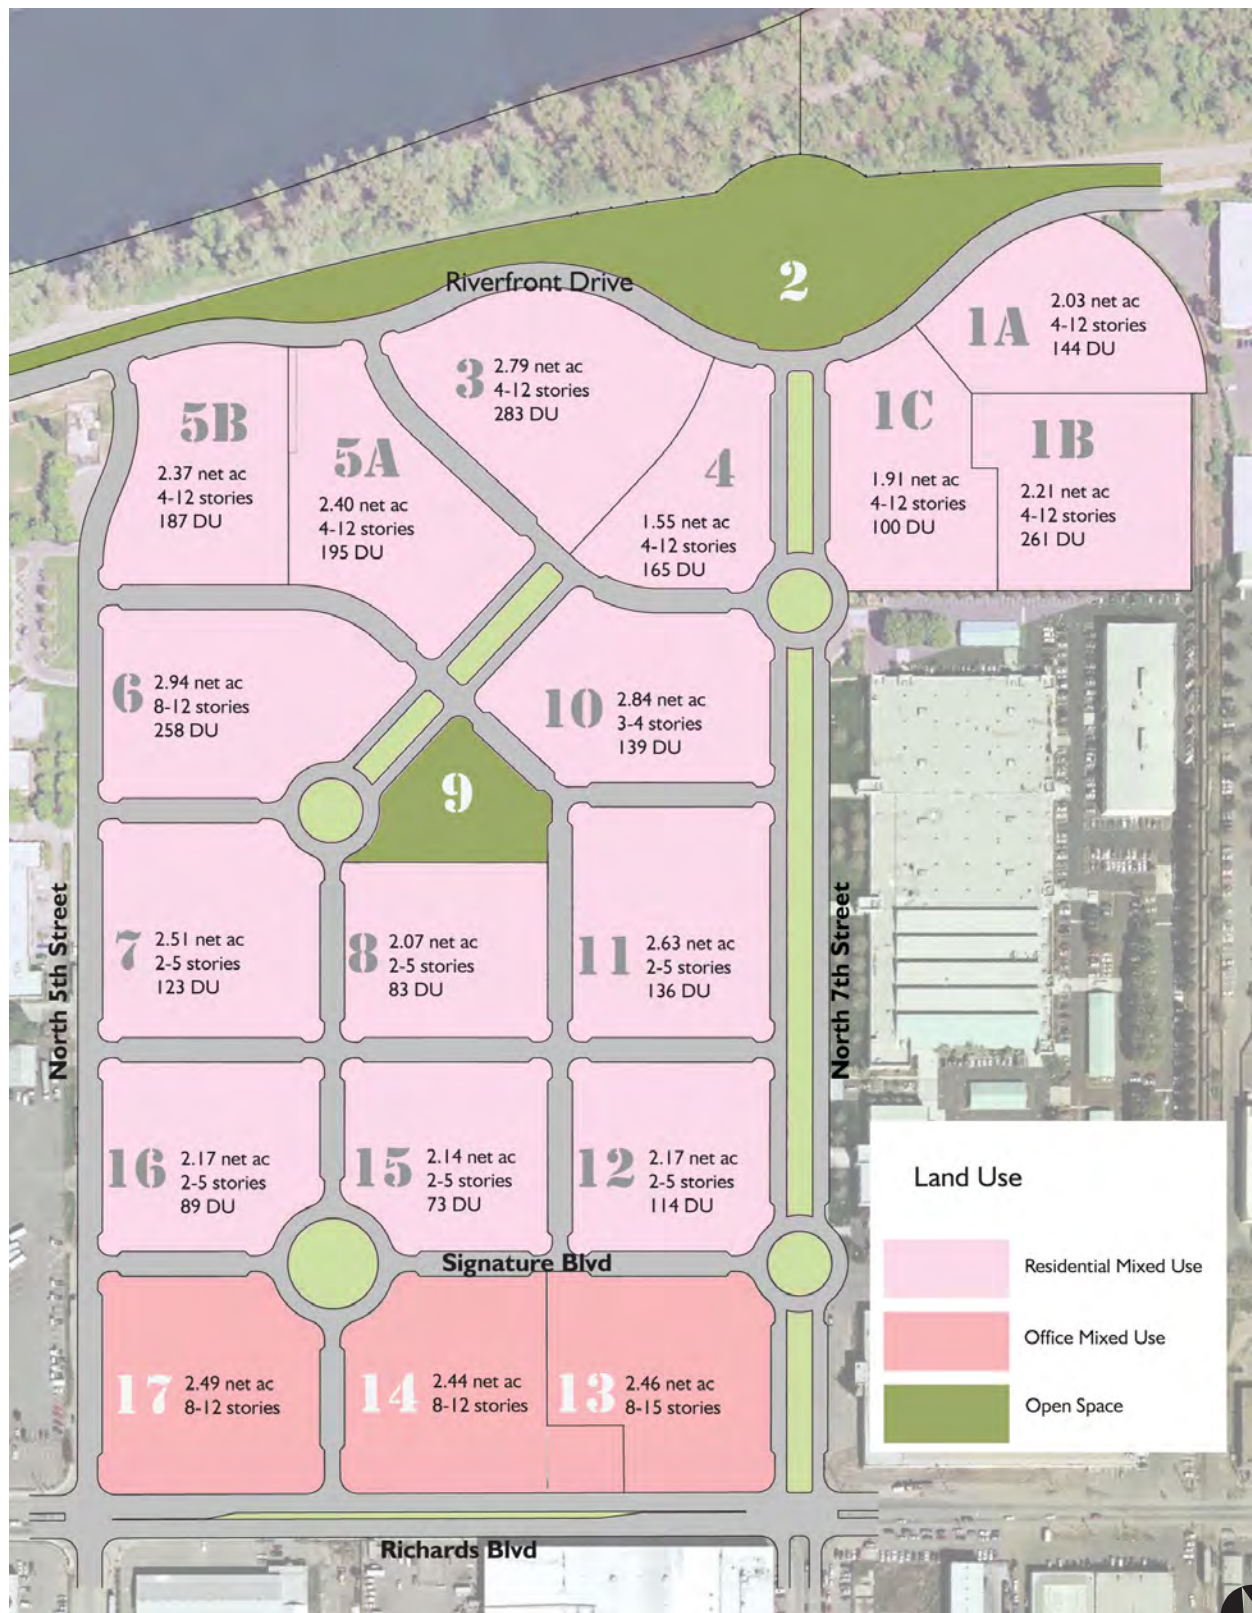 2
Riverfront Drive
1A
2.03 net ac
4-12 stories
144 DU
3
2.79 net ac
4-12 stories
283 DU
5B
2.37 net ac
4-12 stories
187 DU
5A
2.40 net ac
4-12 stories
195 DU
4
1.55 net ac
4-12 stories
165 DU
1C
1.91 net ac
4-12 stories
100 DU
1B
2.21 net ac
4-12 stories
261 DU
6
2.94 net ac
8-12 stories
258 DU
10
2.84 net ac
3-4 stories
139 DU
9
North 5th Street
7
2.51 net ac
2-5 stories
123 DU
8
2.07 net ac
2-5 stories
83 DU
11
2.63 net ac
2-5 stories
136 DU
North 7th Street
16
2.17 net ac
2-5 stories
89 DU
15
2.14 net ac
2-5 stories
73 DU
12
2.17 net ac
2-5 stories
114 DU
Signature Blvd
17
2.49 net ac
8-12 stories
14
2.44 net ac
8-12 stories
13
2.46 net ac
8-15 stories
Richards Blvd
Land Use
Residential Mixed Use
Office Mixed Use
Open Space